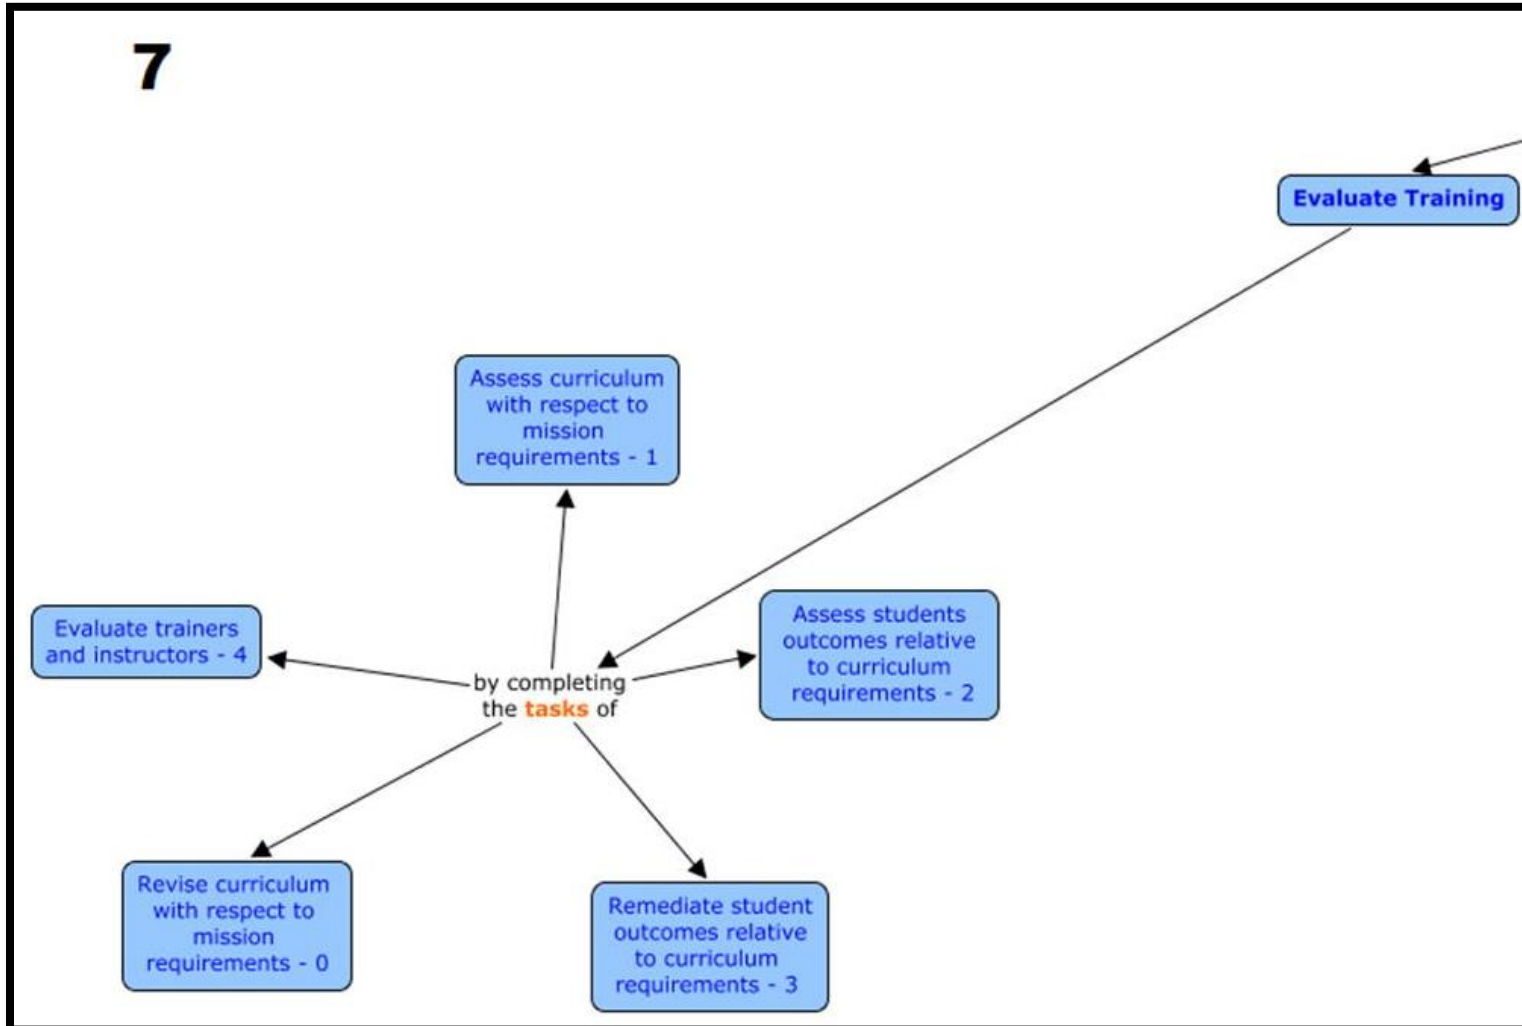 7
Evaluate Training
Assess curriculum
with respect to
mission
requirements - 1
Evaluate trainers
and instructors - 4
Assess students
outcomes relative
to curriculum
requirements - 2
by completing
the tasks of
Revise curriculum
with respect to
mission
requirements - 0
Remediate student
outcomes relative
to curriculum
requirements - 3